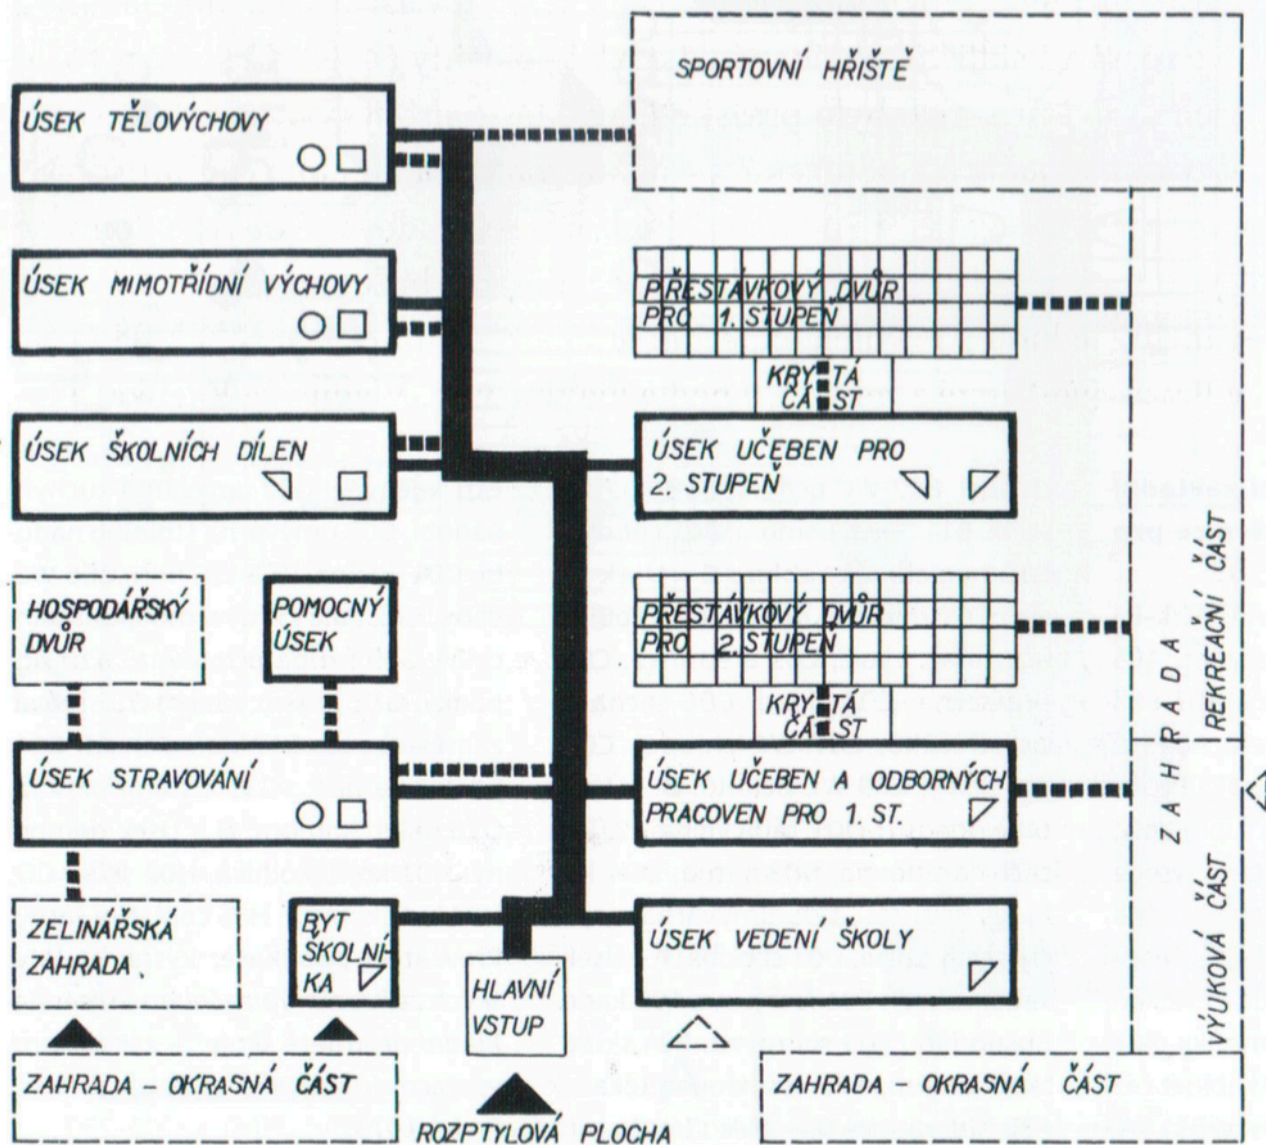 SPORTOVNÍ HŘIŠTE
ÚSEK TĚLOVÝCHOVY
ÚSEK MIMOTŘÍDNÍ VÝCHOVY
PŘESTÁVKOVÝ DVŮR
PRO 1. STUPEŇ
KRYTÁ
ČÁST
ÚSEK ŠKOLNÍCH DÍLEN
ÚSEK UČEBEN PRO
2. STUPEŇ
HOSPODÁŘSKÝ
DVŮR
POMOCNÝ
ÚSEK
PŘESTÁVKOVÝ DVŮR
PRO 2. STUPEŇ
KRYTÁ
ČÁST
ÚSEK STRAVOVÁNÍ
ÚSEK UČEBEN A ODBORNÝCH
PRACOVEN PRO 1. ST.
ZAHRADA
REKREAČNÍ ČÁST
VÝUKOVÁ ČÁST
ZELINÁŘSKÁ
ZAHRADA
BYT
ŠKOLNÍ-
KA
HLAVNÍ
VSTUP
ÚSEK VEDENÍ ŠKOLY
ZAHRADA - OKRASNÁ ČÁST
ROZPTYLOVÁ PLOCHA
ZAHRADA - OKRASNÁ ČÁST